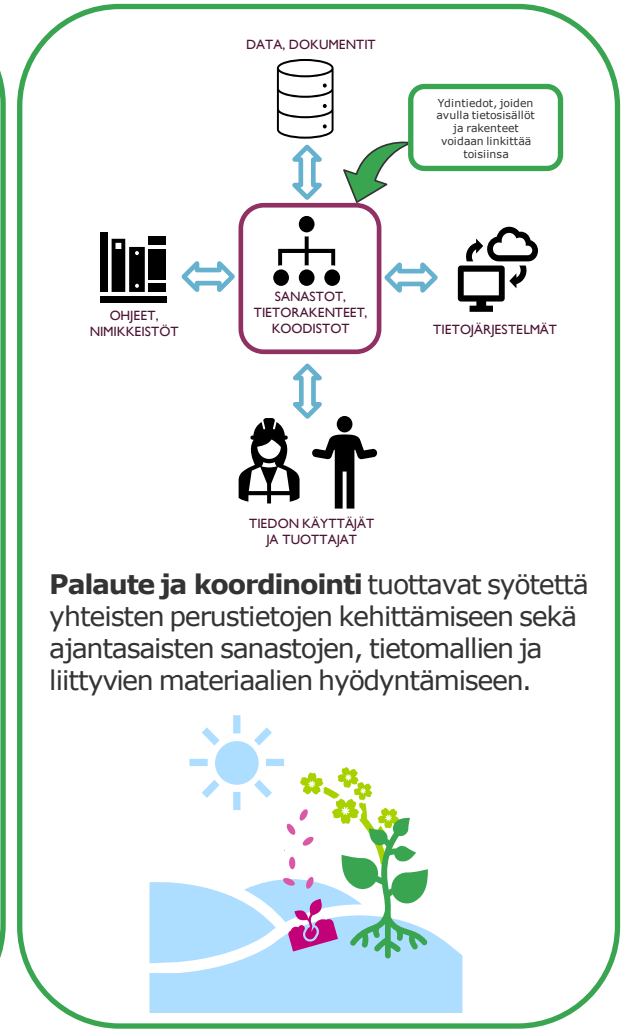 DATA, DOKUMENTIT
Ydintiedot, joiden
avulla tietosisällöt
ja rakenteet
voidaan linkittää
toisiinsa
OHJEET,
NIMIKKEISTÖT
SANASTOT,
TIETORAKENTEET,
KOODISTOT
TIETOJÄRJESTELMÄT
TIEDON KÄYTTÄJÄT
JA TUOTTAJAT
Palaute ja koordinointi tuottavat syötettä
yhteisten perustietojen kehittämiseen sekä
ajantasaisten sanastojen, tietomallien ja
liittyvien materiaalien hyödyntämiseen.